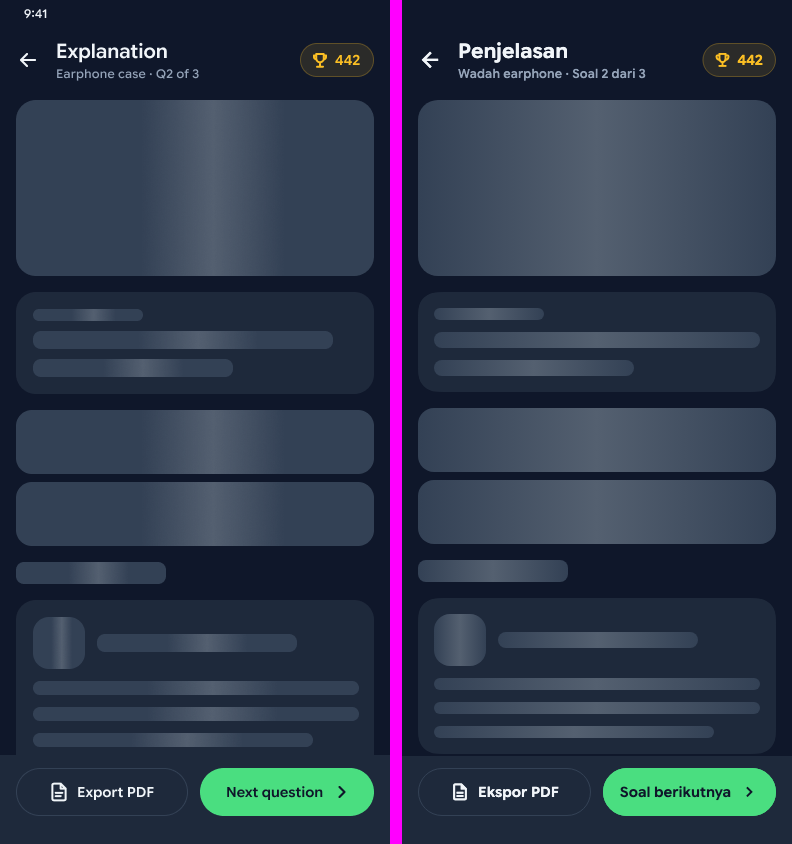 9:41
Explanation
Earphone case · Q2 of 3
442
Export PDF
Next question
Penjelasan
Wadah earphone · Soal 2 dari 3
442
Ekspor PDF
Soal berikutnya